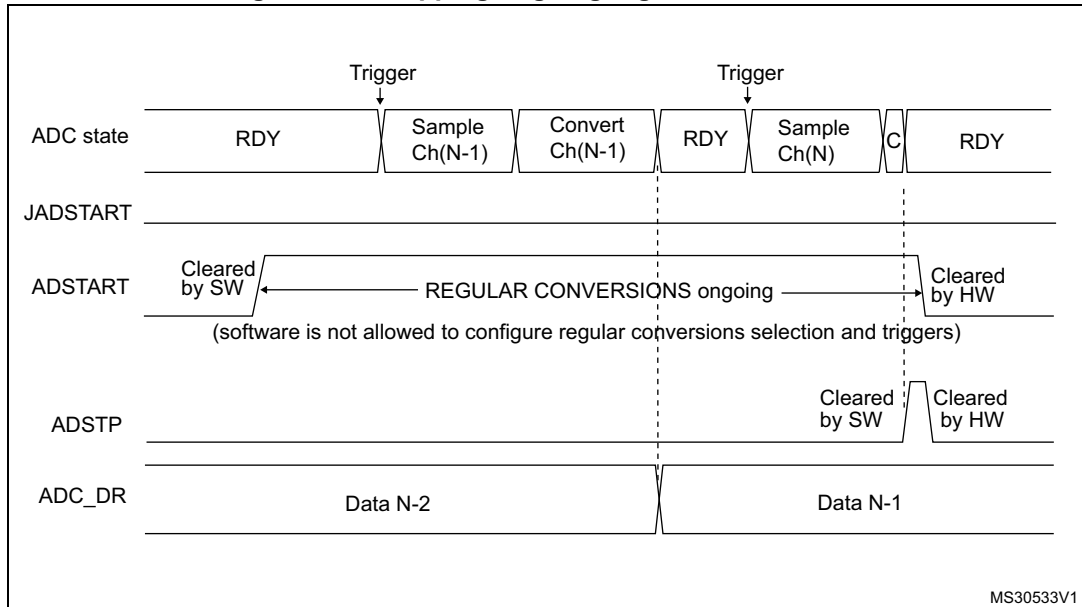 Trigger
Trigger
ADC state
RDY
Sample
Ch(N-1)
Convert
Ch(N-1)
RDY
Sample
Ch(N)
C
RDY
JADSTART
ADSTART
Cleared
by SW
REGULAR CONVERSIONS ongoing
Cleared
by HW
(software is not allowed to configure regular conversions selection and triggers)
ADSTP
Cleared
by SW
Cleared
by HW
ADC_DR
Data N-2
Data N-1
MS30533V1